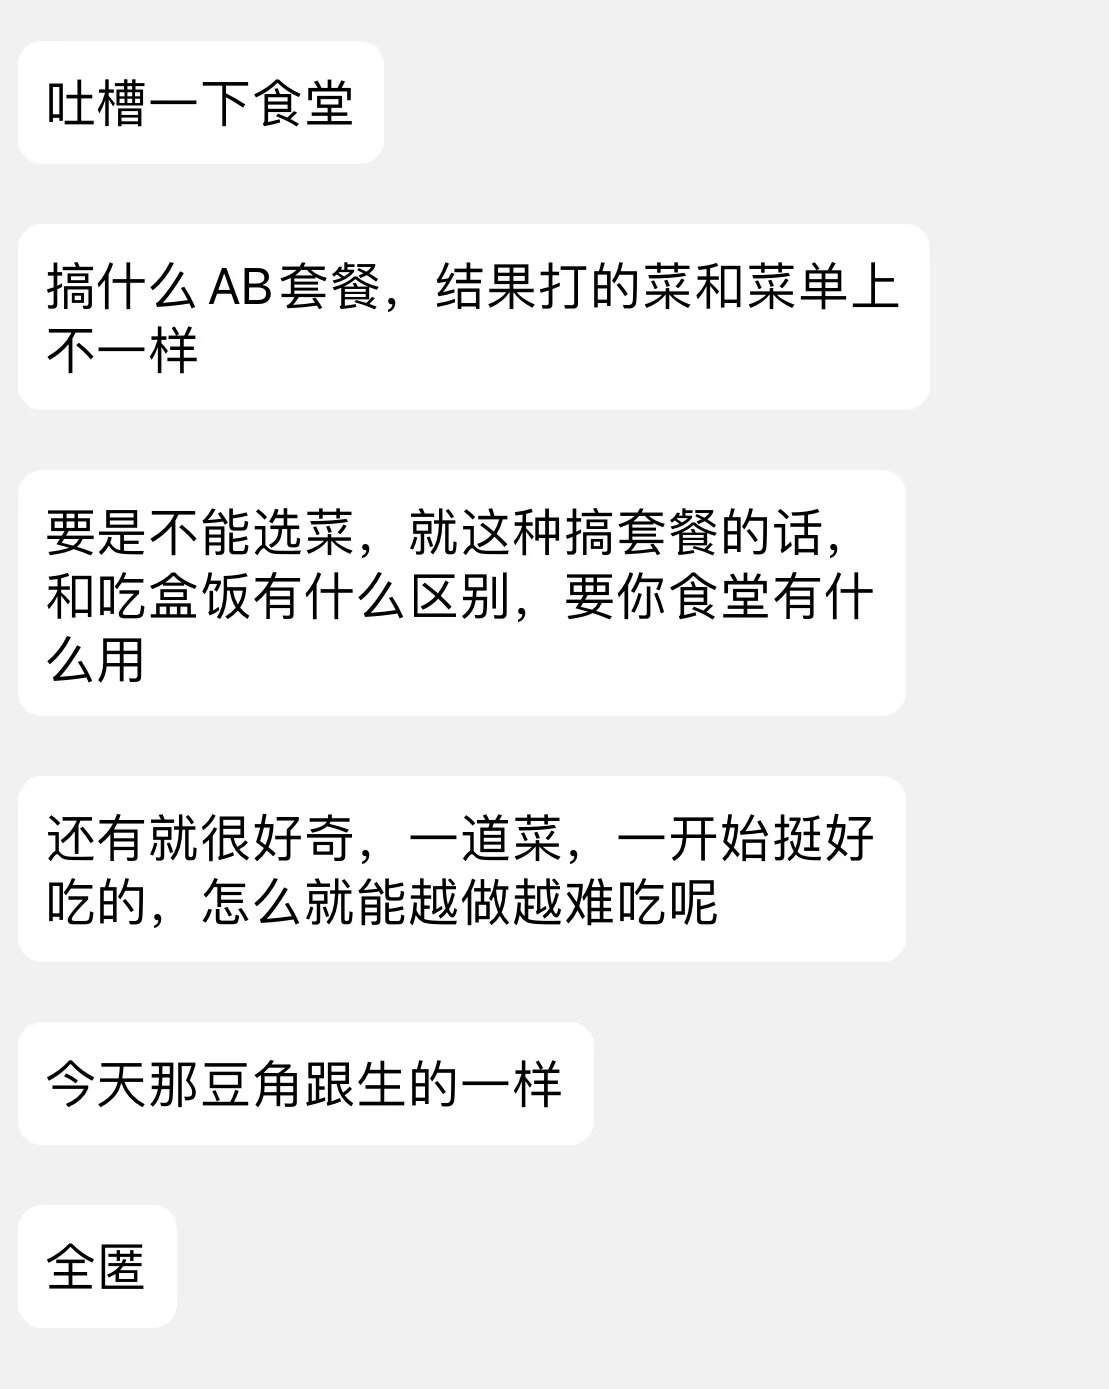 吐槽一下食堂
搞什么AB套餐，结果打的菜和菜单上
不一样
要是不能选菜，就这种搞套餐的话，
和吃盒饭有什么区别，要你食堂有什
么用
还有就很好奇，一道菜，一开始挺好
吃的，怎么就能越做越难吃呢
今天那豆角跟生的一样
全匿